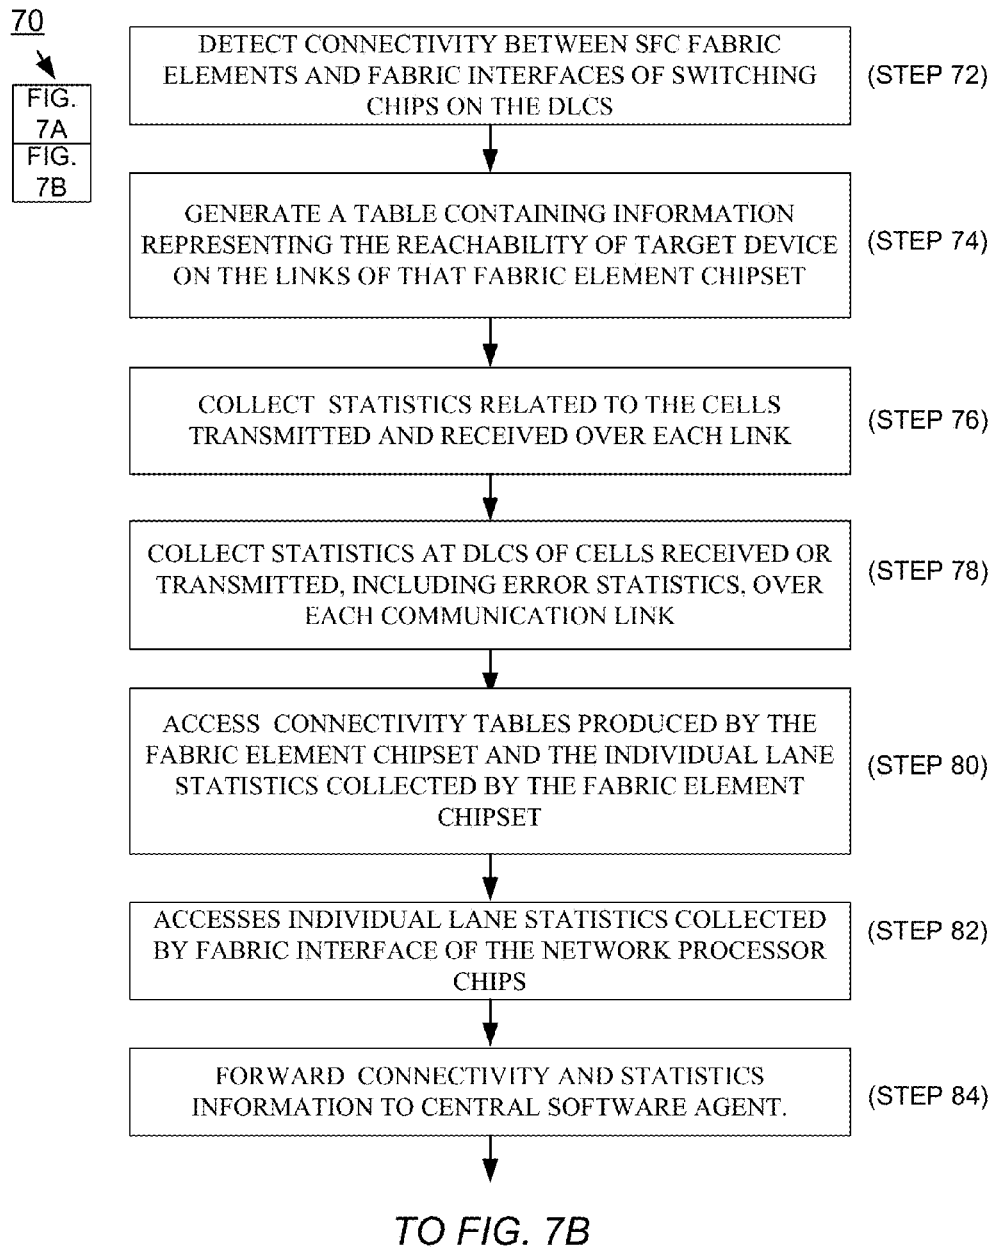 70
FIG.
7A
FIG.
7B
DETECT CONNECTIVITY BETWEEN SFC FABRIC
ELEMENTS AND FABRIC INTERFACES OF SWITCHING
CHIPS ON THE DLCS
(STEP 72)
GENERATE A TABLE CONTAINING INFORMATION
REPRESENTING THE REACHABILITY OF TARGET DEVICE
ON THE LINKS OF THAT FABRIC ELEMENT CHIPSET
(STEP 74)
COLLECT STATISTICS RELATED TO THE CELLS
TRANSMITTED AND RECEIVED OVER EACH LINK
(STEP 76)
COLLECT STATISTICS AT DLCS OF CELLS RECEIVED OR
TRANSMITTED, INCLUDING ERROR STATISTICS, OVER
EACH COMMUNICATION LINK
(STEP 78)
ACCESS CONNECTIVITY TABLES PRODUCED BY THE
FABRIC ELEMENT CHIPSET AND THE INDIVIDUAL LANE
STATISTICS COLLECTED BY THE FABRIC ELEMENT
CHIPSET
(STEP 80)
ACCESSES INDIVIDUAL LANE STATISTICS COLLECTED
BY FABRIC INTERFACE OF THE NETWORK PROCESSOR
CHIPS
(STEP 82)
FORWARD CONNECTIVITY AND STATISTICS
INFORMATION TO CENTRAL SOFTWARE AGENT.
(STEP 84)
TO FIG. 7B